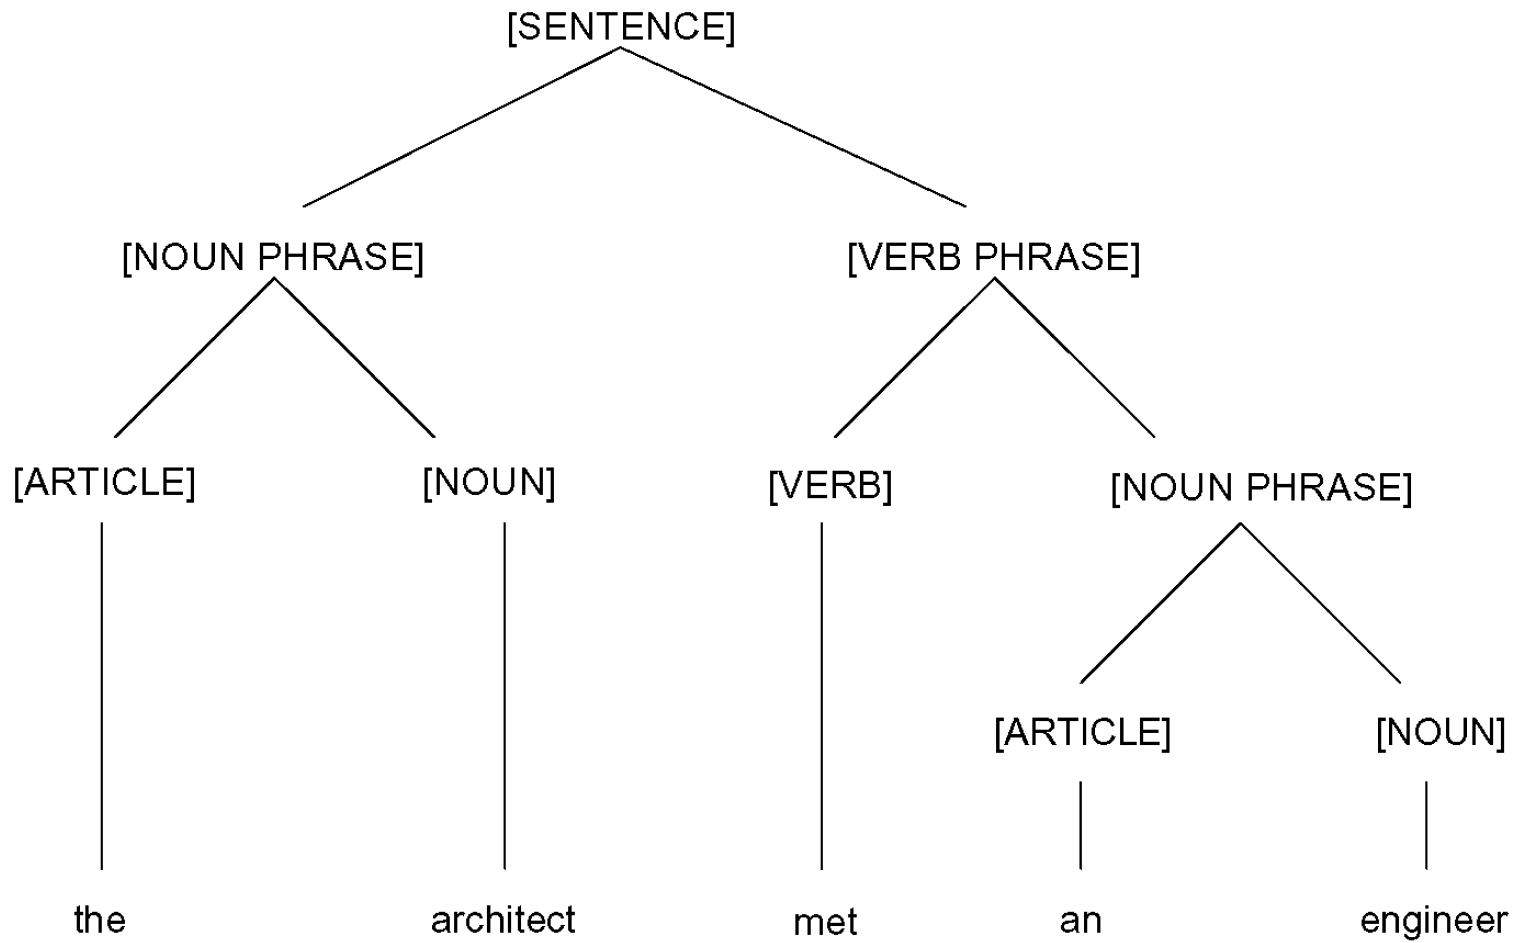 [SENTENCE]
[NOUN PHRASE] [VERB PHRASE]
[ARTICLE] [NOUN] [VERB] [NOUN PHRASE]
[ARTICLE] [NOUN]
the architect met an engineer